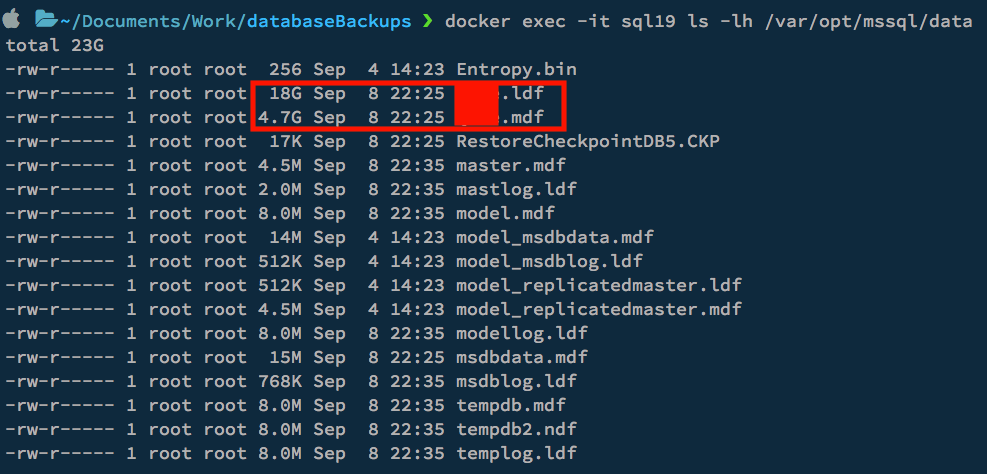 ~/Documents/Work/databaseBackups ❯ docker exec -it sql19 ls -lh /var/opt/mssql/data
total 23G
-rw-r----- 1 root root  256 Sep  4 14:23 Entropy.bin
-rw-r----- 1 root root  18G Sep  8 22:25 .ldf
-rw-r----- 1 root root 4.7G Sep  8 22:25 .mdf
-rw-r----- 1 root root  17K Sep  8 22:25 RestoreCheckpointDB5.CKP
-rw-r----- 1 root root 4.5M Sep  8 22:35 master.mdf
-rw-r----- 1 root root 2.0M Sep  8 22:35 mastlog.ldf
-rw-r----- 1 root root 8.0M Sep  8 22:35 model.mdf
-rw-r----- 1 root root  14M Sep  4 14:23 model_msdbdata.mdf
-rw-r----- 1 root root 512K Sep  4 14:23 model_msdblog.ldf
-rw-r----- 1 root root 512K Sep  4 14:23 model_replicatedmaster.ldf
-rw-r----- 1 root root 4.5M Sep  4 14:23 model_replicatedmaster.mdf
-rw-r----- 1 root root 8.0M Sep  8 22:35 modellog.ldf
-rw-r----- 1 root root  15M Sep  8 22:25 msdbdata.mdf
-rw-r----- 1 root root 768K Sep  8 22:35 msdblog.ldf
-rw-r----- 1 root root 8.0M Sep  8 22:35 tempdb.mdf
-rw-r----- 1 root root 8.0M Sep  8 22:35 tempdb2.ndf
-rw-r----- 1 root root 8.0M Sep  8 22:35 templog.ldf